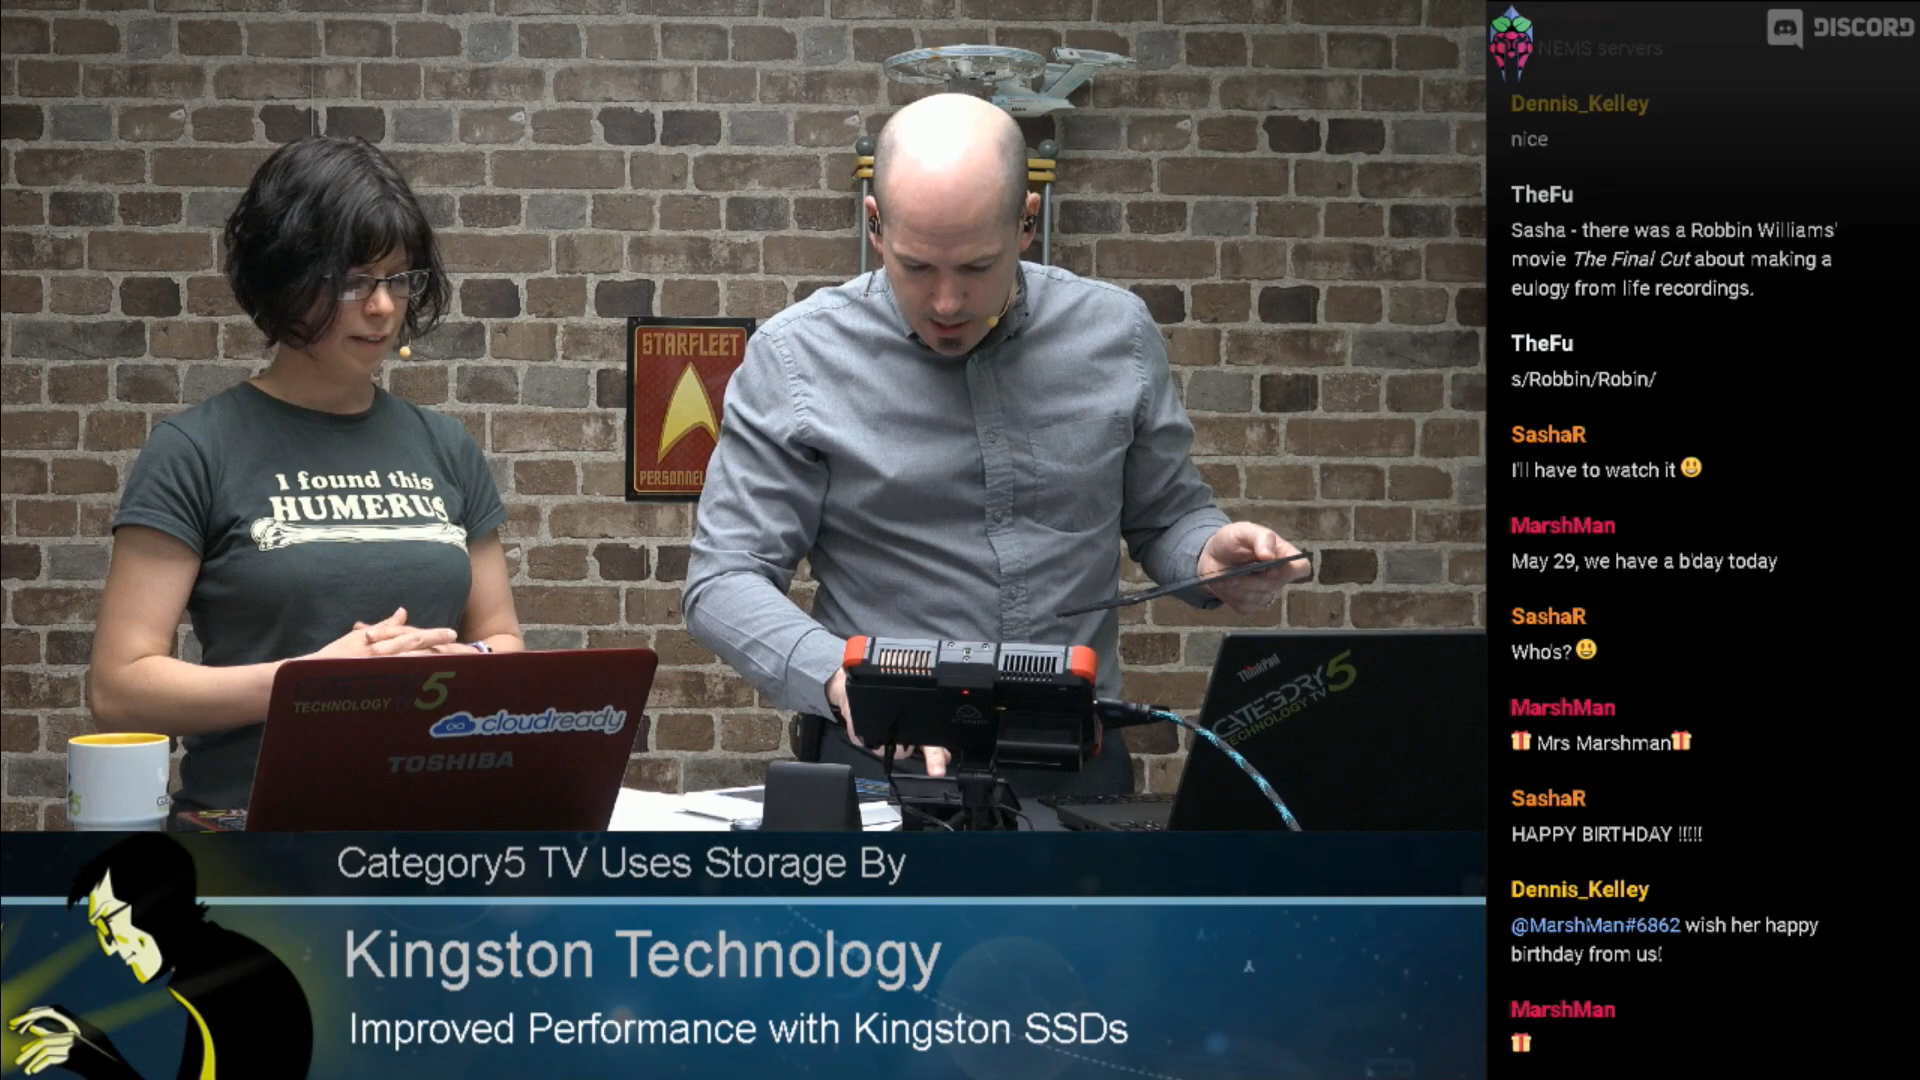 DISCORD
NEMS servers
Dennis_Kelley
nice
TheFu
Sasha - there was a Robbin Williams'
movie The Final Cut about making a
eulogy from life recordings.
TheFu
s/Robbin/Robin/
SashaR
I'll have to watch it 😃
MarshMan
May 29, we have a b'day today
SashaR
Who's? 😃
MarshMan
🎁 Mrs Marshman🎁
SashaR
HAPPY BIRTHDAY !!!!!
Dennis_Kelley
@MarshMan#6862 wish her happy
birthday from us!
MarshMan
🎁
STARFLEET
PERSONNEL
I found this
HUMERUS
CATEGORY5
TECHNOLOGY TV
cloudready
TOSHIBA
ThinkPad
CATEGORY5
TECHNOLOGY TV
Category5 TV Uses Storage By
Kingston Technology
Improved Performance with Kingston SSDs